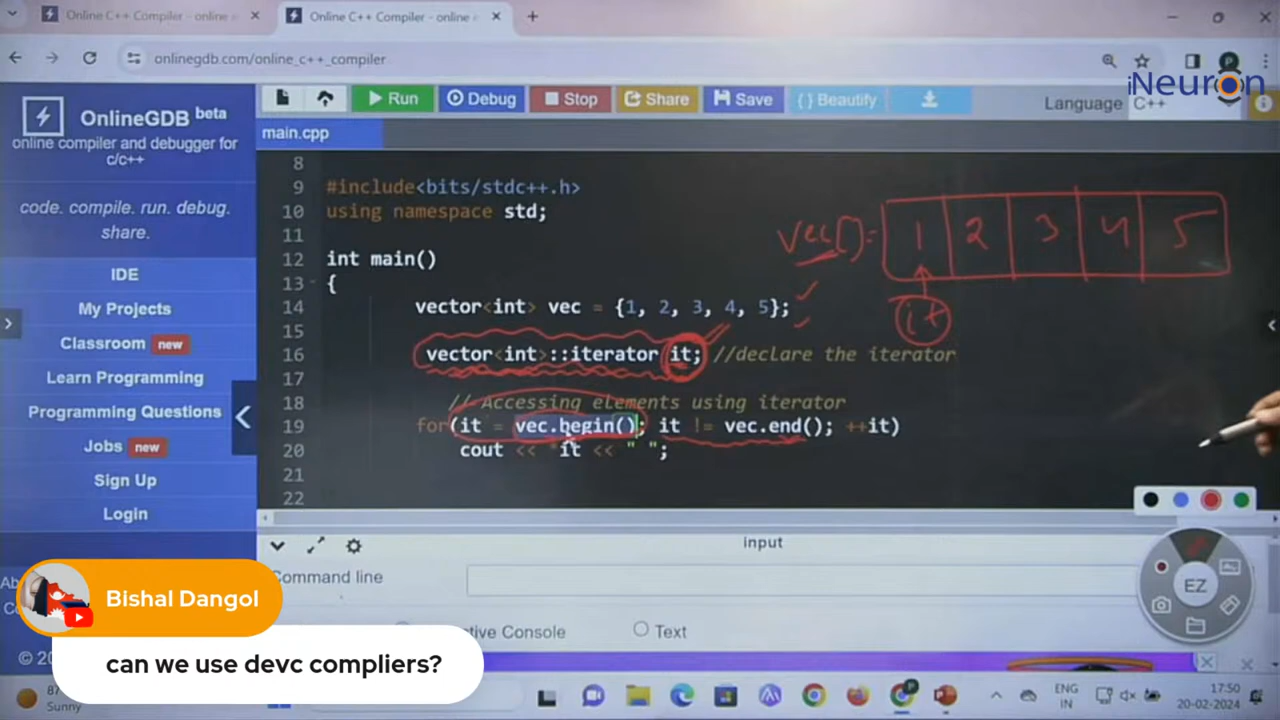 Online C++ Compiler - online e
Online C++ Compiler - online e
onlinegdb.com/online_c++_compiler
iNeuron
OnlineGDB beta
online compiler and debugger for
c/c++
code. compile. run. debug.
share.
IDE
My Projects
Classroom new
Learn Programming
Programming Questions
Jobs new
Sign Up
Login
Run
Debug
Stop
Share
Save
{ } Beautify
Language C++
main.cpp
8
9 #include<bits/stdc++.h>
10 using namespace std;
11
12 int main()
13 {
14 vector<int> vec = {1, 2, 3, 4, 5};
15
16 vector<int>::iterator it; //declare the iterator
17
18 // Accessing elements using iterator
19 for(it = vec.begin(); it != vec.end(); ++it)
20 cout << *it << " ";
21
22
vec() = 1 2 3 4 5
it
input
Command line
Text
EZ
Bishal Dangol
can we use devc compliers?
© 20
87
Sunny
ENG
IN
17:50
20-02-2024